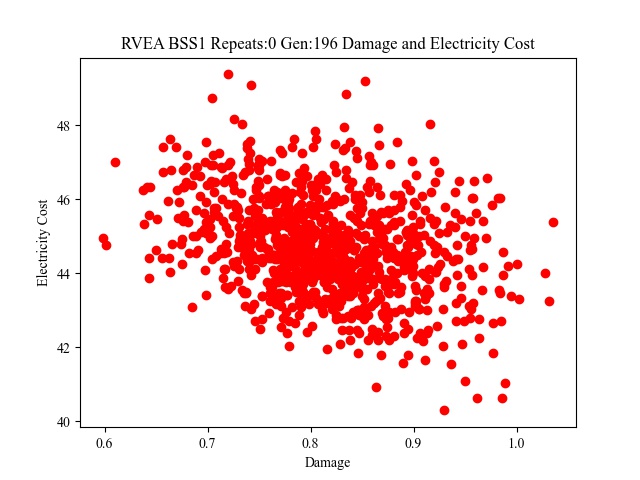 RVEA BSS1 Repeats:0 Gen:196 Damage and Electricity Cost
48
46
44
42
40
Electricity Cost
0.6 0.7 0.8 0.9 1.0
Damage